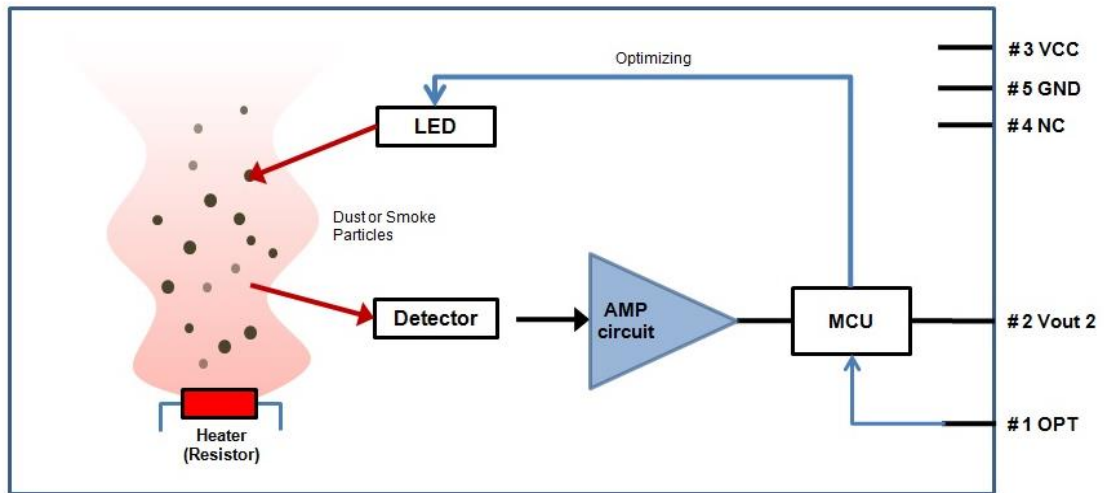 Optimizing
#3 VCC
#5 GND
#4 NC
LED
Dust or Smoke
Particles
AMP
circuit
Detector
MCU
#2 Vout 2
#1 OPT
Heater
(Resistor)